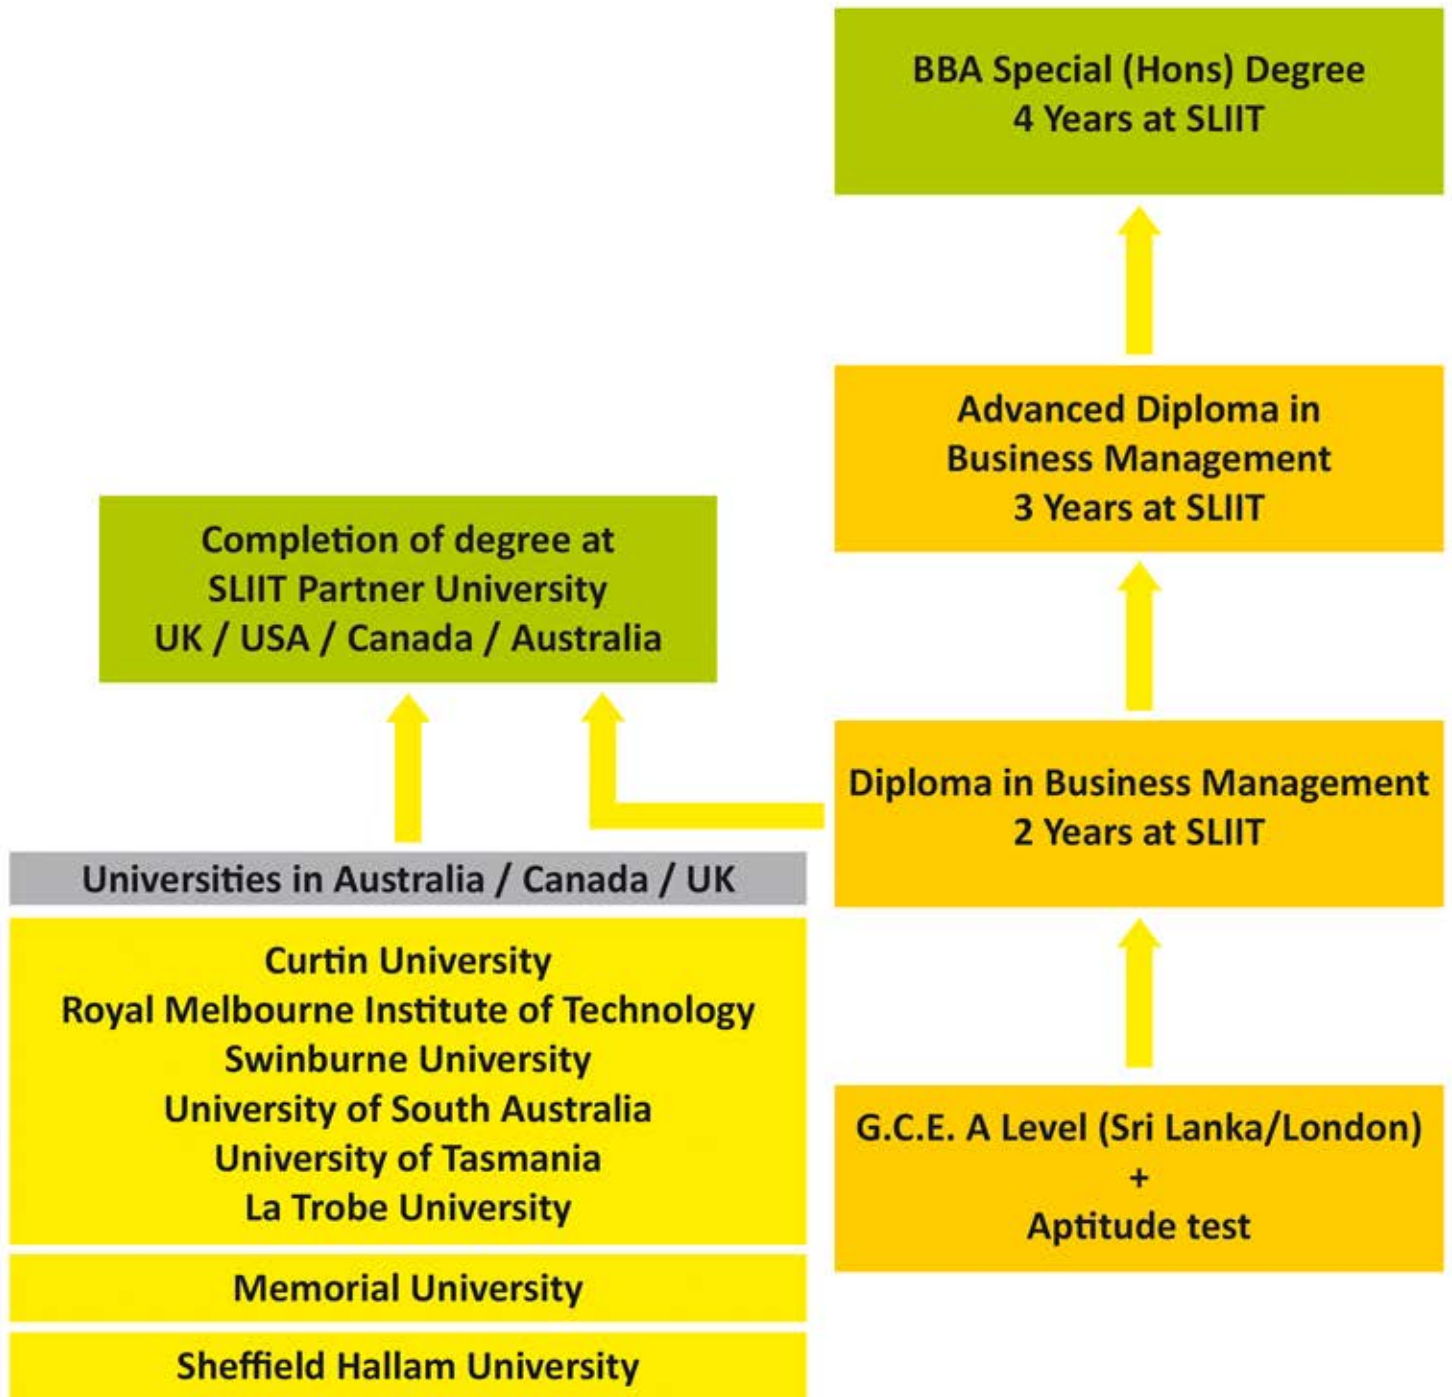 BBA Special (Hons) Degree
4 Years at SLIIT
Advanced Diploma in
Business Management
3 Years at SLIIT
Completion of degree at
SLIIT Partner University
UK / USA / Canada / Australia
Diploma in Business Management
2 Years at SLIIT
Universities in Australia / Canada / UK
Curtin University
Royal Melbourne Institute of Technology
Swinburne University
University of South Australia
University of Tasmania
La Trobe University
Memorial University
Sheffield Hallam University
G.C.E. A Level (Sri Lanka/London)
+
Aptitude test